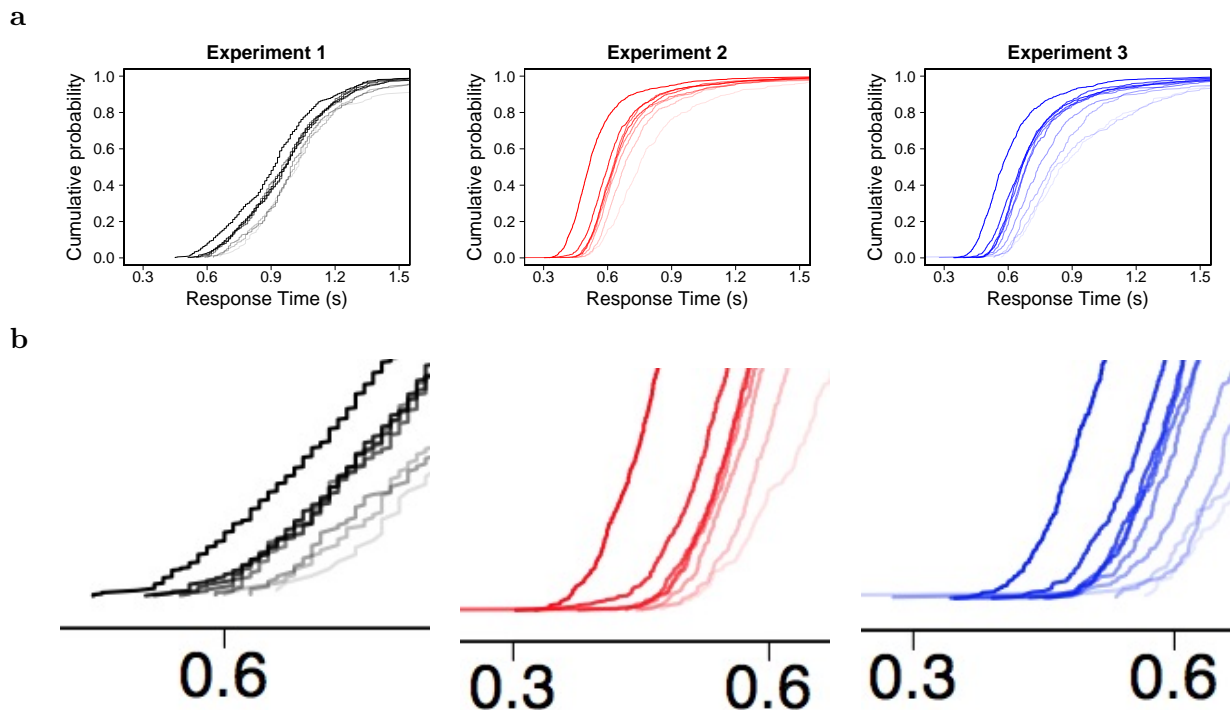 a
Experiment 1
Cumulative probability
1.0
0.8
0.6
0.4
0.2
0.0
0.3 0.6 0.9 1.2 1.5
Response Time (s)
Experiment 2
Cumulative probability
1.0
0.8
0.6
0.4
0.2
0.0
0.3 0.6 0.9 1.2 1.5
Response Time (s)
Experiment 3
Cumulative probability
1.0
0.8
0.6
0.4
0.2
0.0
0.3 0.6 0.9 1.2 1.5
Response Time (s)
b
0.6
0.3 0.6
0.3 0.6